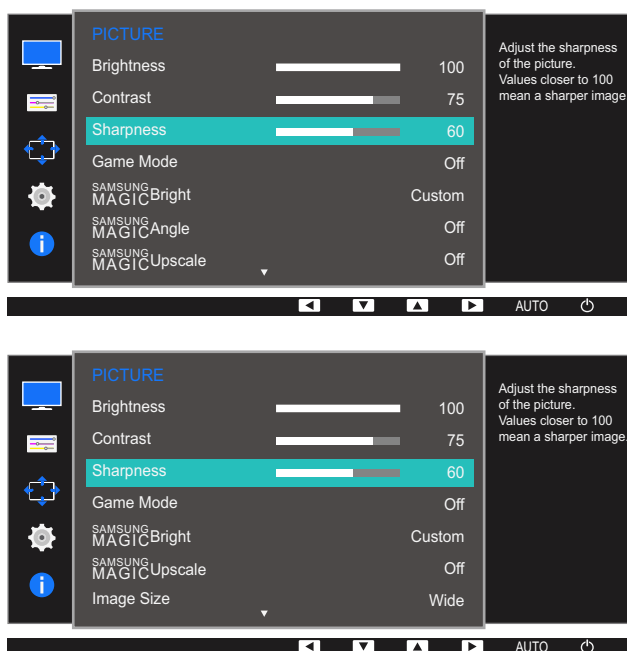 PICTURE
Brightness 100
Contrast 75
Sharpness 60
Game Mode Off
SAMSUNG
MAGICBright Custom
SAMSUNG
MAGICAngle Off
SAMSUNG
MAGICUpscale Off
Adjust the sharpness
of the picture.
Values closer to 100
mean a sharper image.
AUTO
PICTURE
Brightness 100
Contrast 75
Sharpness 60
Game Mode Off
SAMSUNG
MAGICBright Custom
SAMSUNG
MAGICUpscale Off
Image Size Wide
Adjust the sharpness
of the picture.
Values closer to 100
mean a sharper image.
AUTO